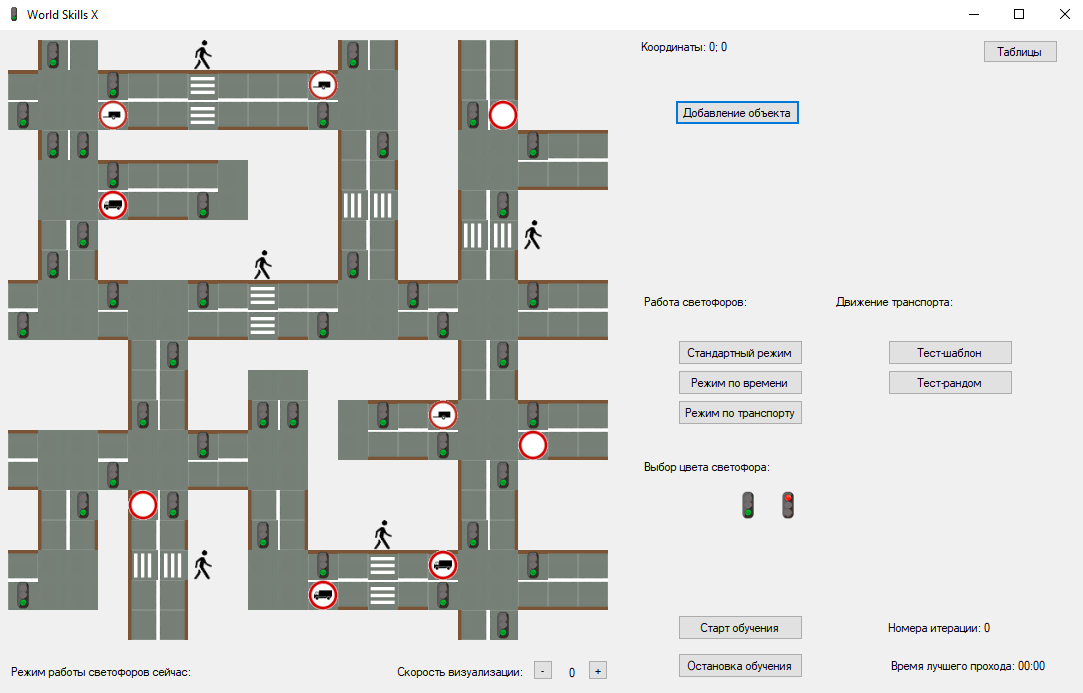 World Skills X
Координаты: 0; 0
Таблицы
Добавление объекта
Работа светофоров:
Движение транспорта:
Стандартный режим
Тест-шаблон
Режим по времени
Тест-рандом
Режим по транспорту
Выбор цвета светофора:
Старт обучения
Номера итерации: 0
Остановка обучения
Время лучшего прохода: 00:00
Режим работы светофоров сейчас:
Скорость визуализации:
-
0
+